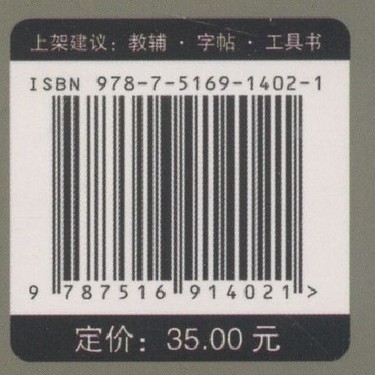 上架建议：教辅 · 字帖 · 工具书
ISBN 978-7-5169-1402-1
9 787516 914021 >
定价：35.00 元